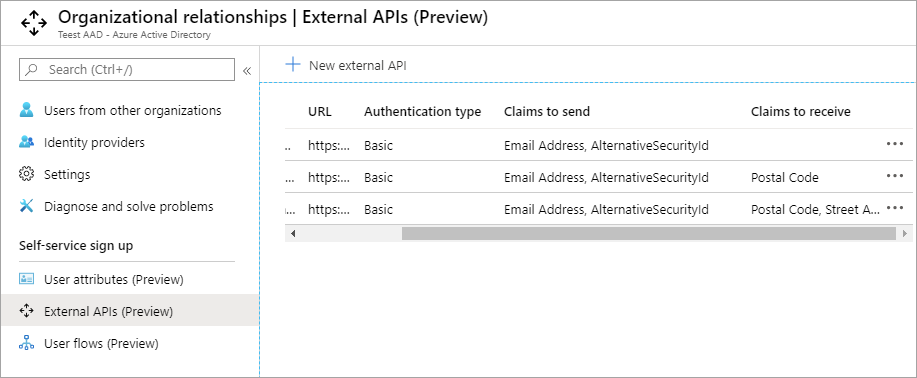 Organizational relationships | External APIs (Preview)
Teest AAD - Azure Active Directory
Search (Ctrl+/)
«
Users from other organizations
Identity providers
Settings
Diagnose and solve problems
Self-service sign up
User attributes (Preview)
External APIs (Preview)
User flows (Preview)
+ New external API
URL Authentication type Claims to send Claims to receive
... https:... Basic Email Address, AlternativeSecurityId ...
... https:... Basic Email Address, AlternativeSecurityId Postal Code ...
... https:... Basic Email Address, AlternativeSecurityId Postal Code, Street A... ...